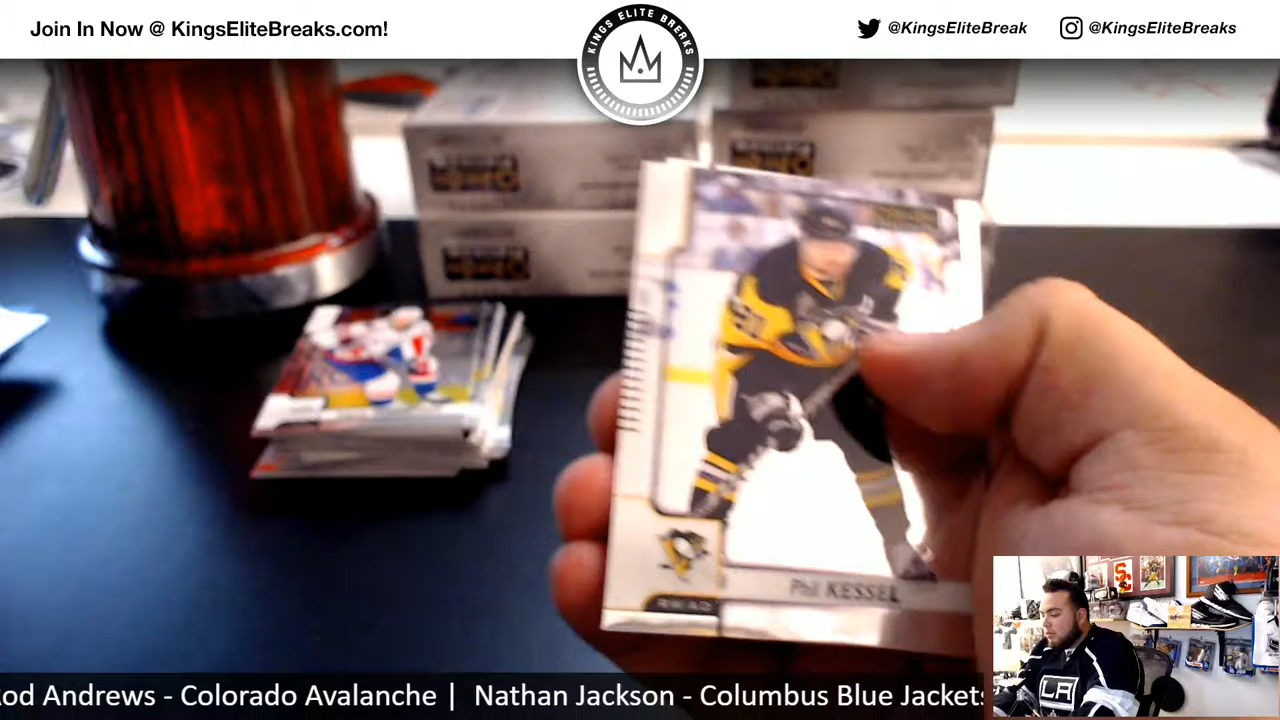 Join In Now @ KingsEliteBreaks.com!
KINGS ELITE BREAKS
@KingsEliteBreak
@KingsEliteBreaks
Phil KESSEL
LA
od Andrews - Colorado Avalanche | Nathan Jackson - Columbus Blue Jackets